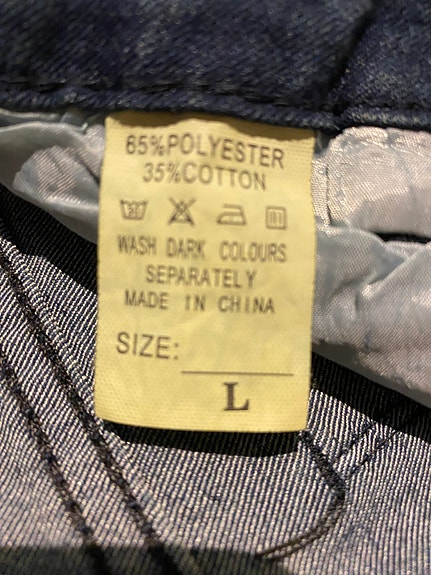 65%POLYESTER
35%COTTON
WASH DARK COLOURS
SEPARATELY
MADE IN CHINA
SIZE:
L